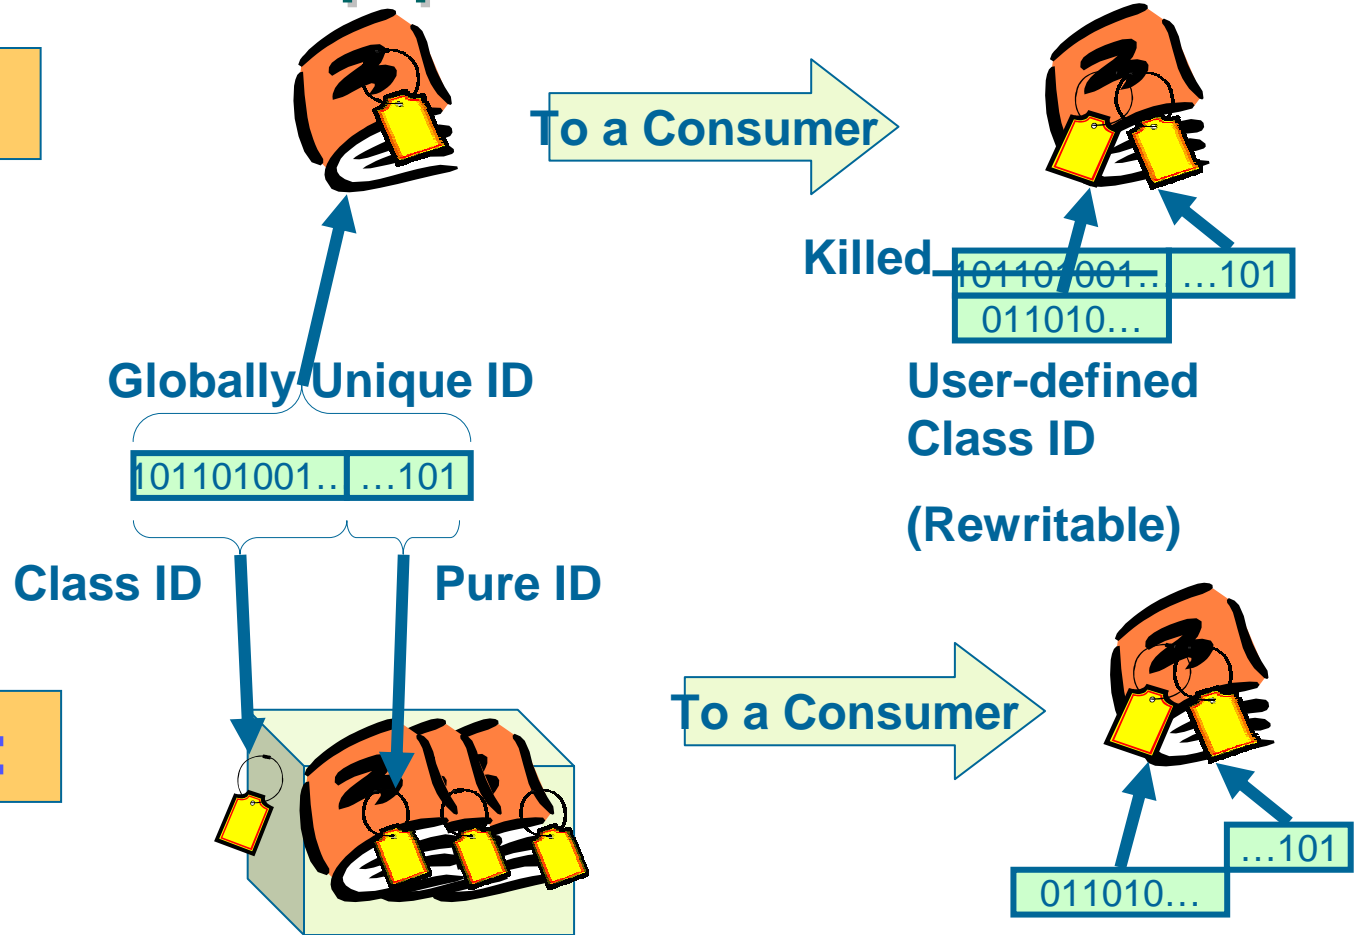 To a Consumer
Killed
101101001… …101
011010…
Globally Unique ID
User-defined
Class ID
(Rewritable)
101101001… …101
Class ID
Pure ID
To a Consumer
…101
011010…